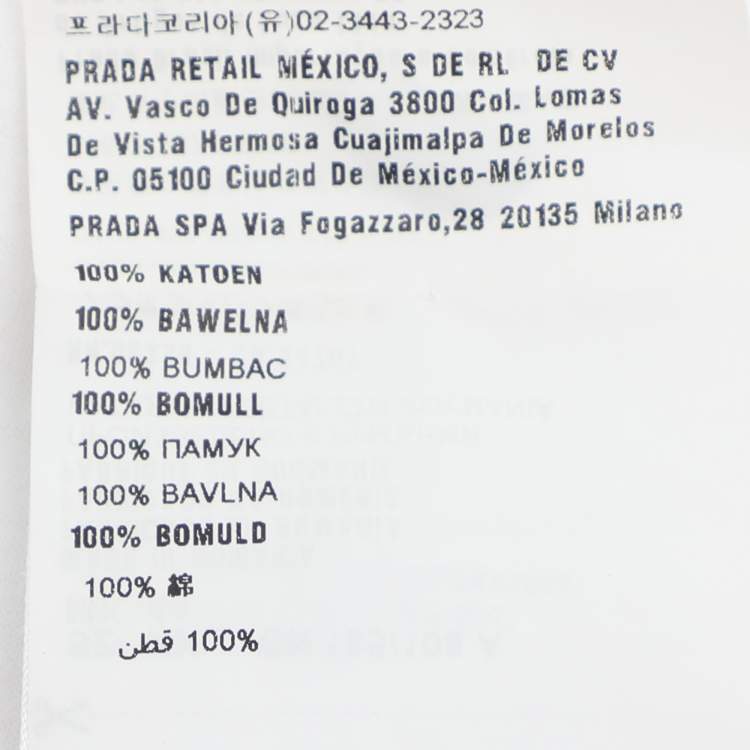 프라다코리아(유)02-3443-2323
PRADA RETAIL MÉXICO, S DE RL DE CV
AV. Vasco De Quiroga 3800 Col. Lomas
De Vista Hermosa Cuajimalpa De Morelos
C.P. 05100 Ciudad De México-México
PRADA SPA Via Fogazzaro,28 20135 Milano
100% KATOEN
100% BAWELNA
100% BUMBAC
100% BOMULL
100% ПАМУК
100% BAVLNA
100% BOMULD
100% 綿
100% قطن